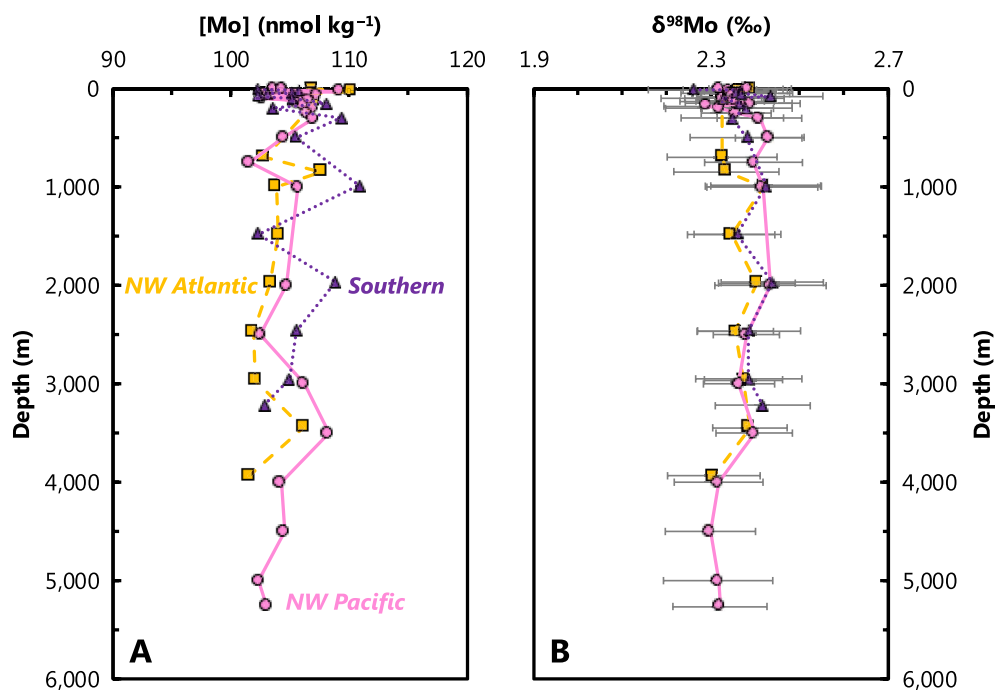 [Mo] (nmol kg⁻¹)
90 100 110 120
0
1,000
2,000
3,000
4,000
5,000
6,000
Depth (m)
NW Atlantic
Southern
NW Pacific
A
δ⁹⁸Mo (‰)
1.9 2.3 2.7
0
1,000
2,000
3,000
4,000
5,000
6,000
Depth (m)
B